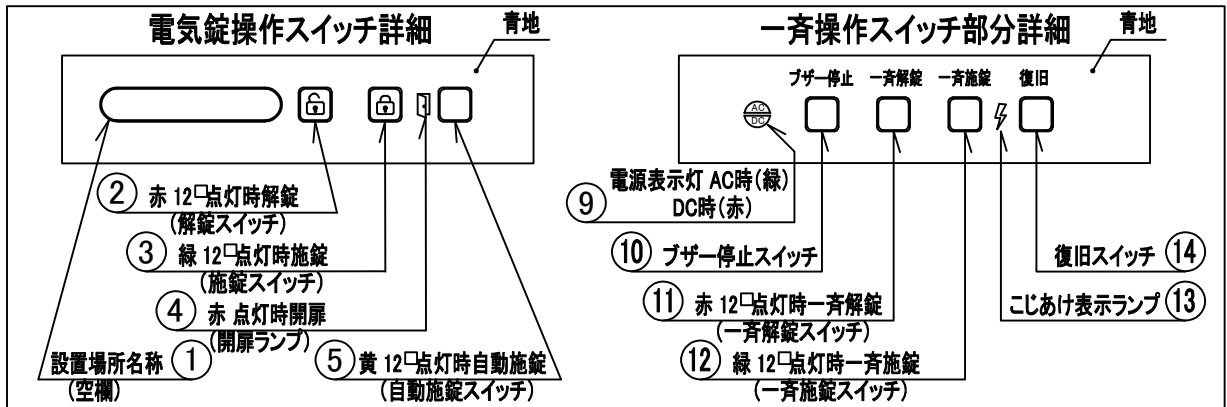 電気錠操作スイッチ詳細
青地
② 赤 12□点灯時解錠
(解錠スイッチ)
③ 緑 12□点灯時施錠
(施錠スイッチ)
④ 赤 点灯時開扉
(開扉ランプ)
設置場所名称 ①
(空欄)
⑤ 黄 12□点灯時自動施錠
(自動施錠スイッチ)
一斉操作スイッチ部分詳細
青地
ブザー停止 一斉解錠 一斉施錠 復旧
AC
DC
⑨ 電源表示灯 AC時(緑)
DC時(赤)
⑩ ブザー停止スイッチ
復旧スイッチ ⑭
⑪ 赤 12□点灯時一斉解錠
(一斉解錠スイッチ)
こじあけ表示ランプ ⑬
⑫ 緑 12□点灯時一斉施錠
(一斉施錠スイッチ)